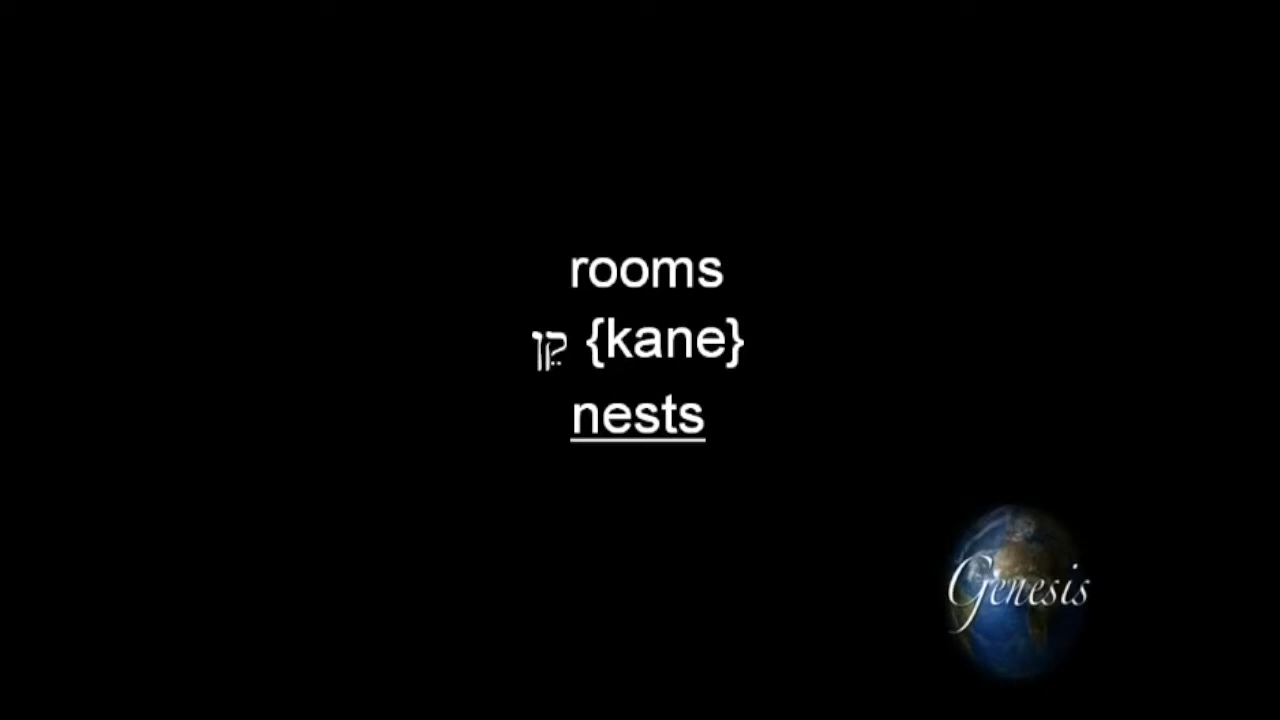 rooms
קֵן {kane}
nests
Genesis